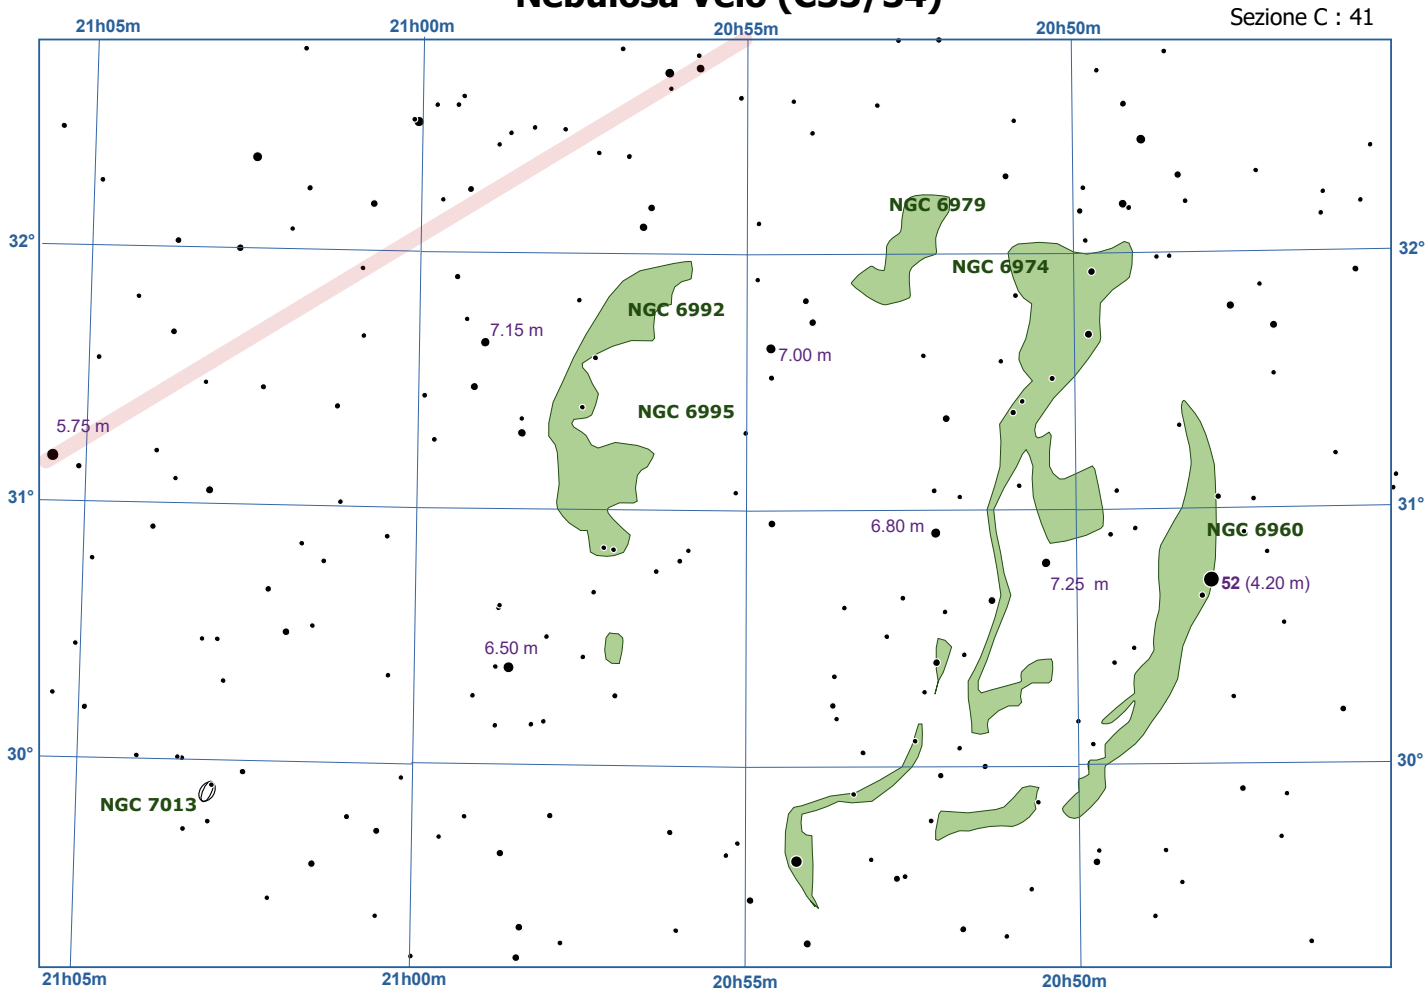 Nebulosa Velo (C33/34)
Sezione C : 41
21h05m
21h00m
20h55m
20h50m
NGC 6979
32°
32°
NGC 6974
NGC 6992
7.15 m
7.00 m
NGC 6995
5.75 m
31°
31°
6.80 m
NGC 6960
7.25 m
52 (4.20 m)
6.50 m
30°
30°
NGC 7013
21h05m
21h00m
20h55m
20h50m